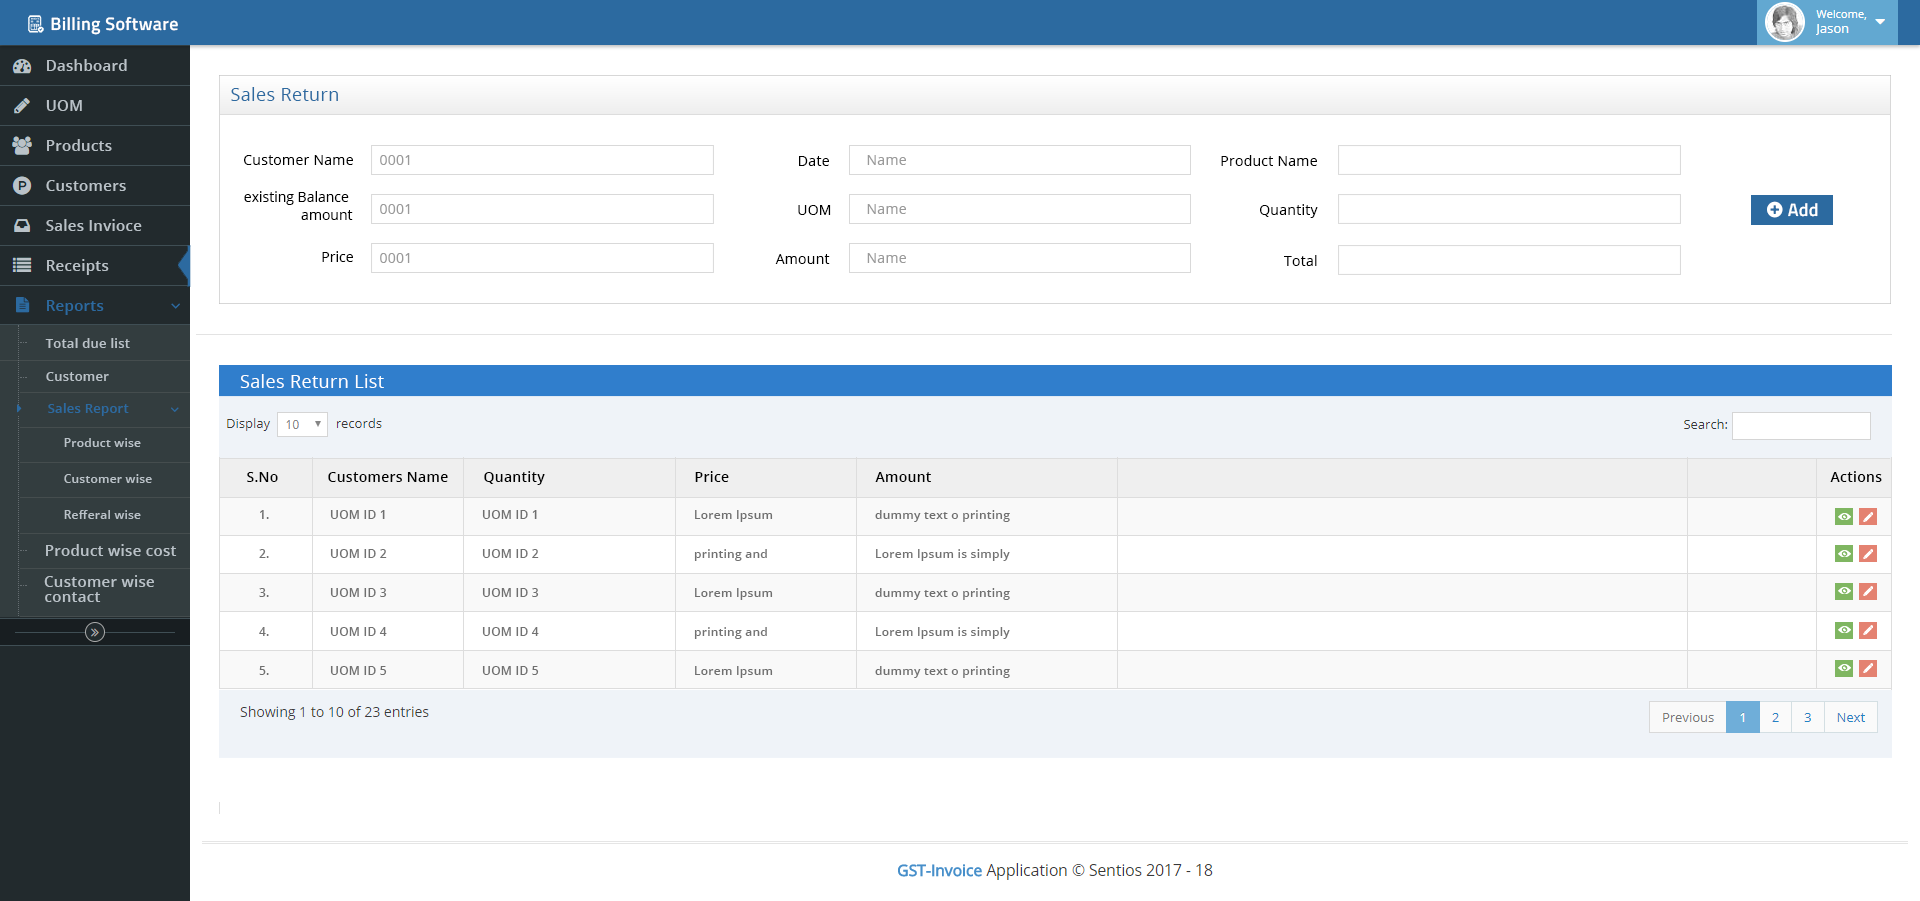 Billing Software
Welcome,
Jason
Dashboard
UOM
Products
Customers
Sales Invioce
Receipts
Reports
Total due list
Customer
Sales Report
Product wise
Customer wise
Refferal wise
Product wise cost
Customer wise
contact
Sales Return
Customer Name 0001 Date Name Product Name
existing Balance
amount 0001 UOM Name Quantity
Add
Price 0001 Amount Name Total
Sales Return List
Display 10 records Search:
S.No Customers Name Quantity Price Amount Actions
1. UOM ID 1 UOM ID 1 Lorem Ipsum dummy text o printing
2. UOM ID 2 UOM ID 2 printing and Lorem Ipsum is simply
3. UOM ID 3 UOM ID 3 Lorem Ipsum dummy text o printing
4. UOM ID 4 UOM ID 4 printing and Lorem Ipsum is simply
5. UOM ID 5 UOM ID 5 Lorem Ipsum dummy text o printing
Showing 1 to 10 of 23 entries
Previous 1 2 3 Next
GST-Invoice Application © Sentios 2017 - 18